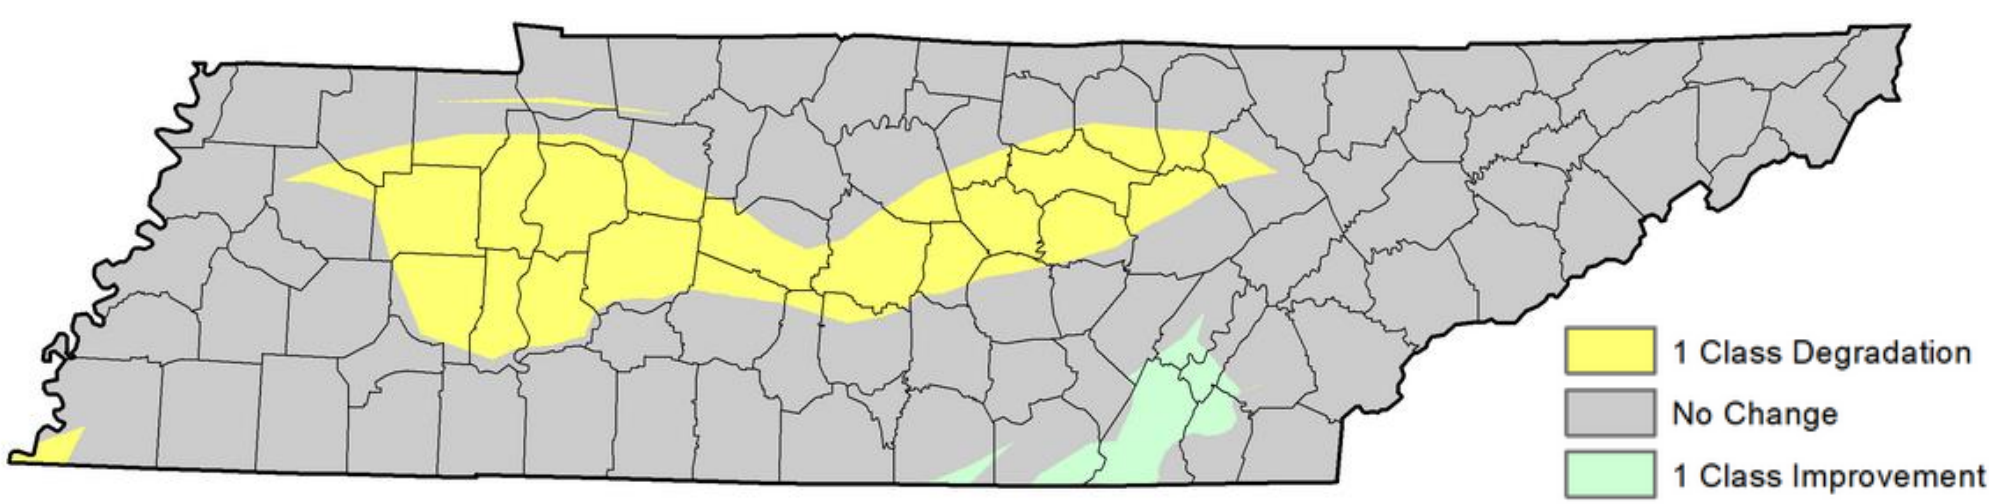 1 Class Degradation
No Change
1 Class Improvement